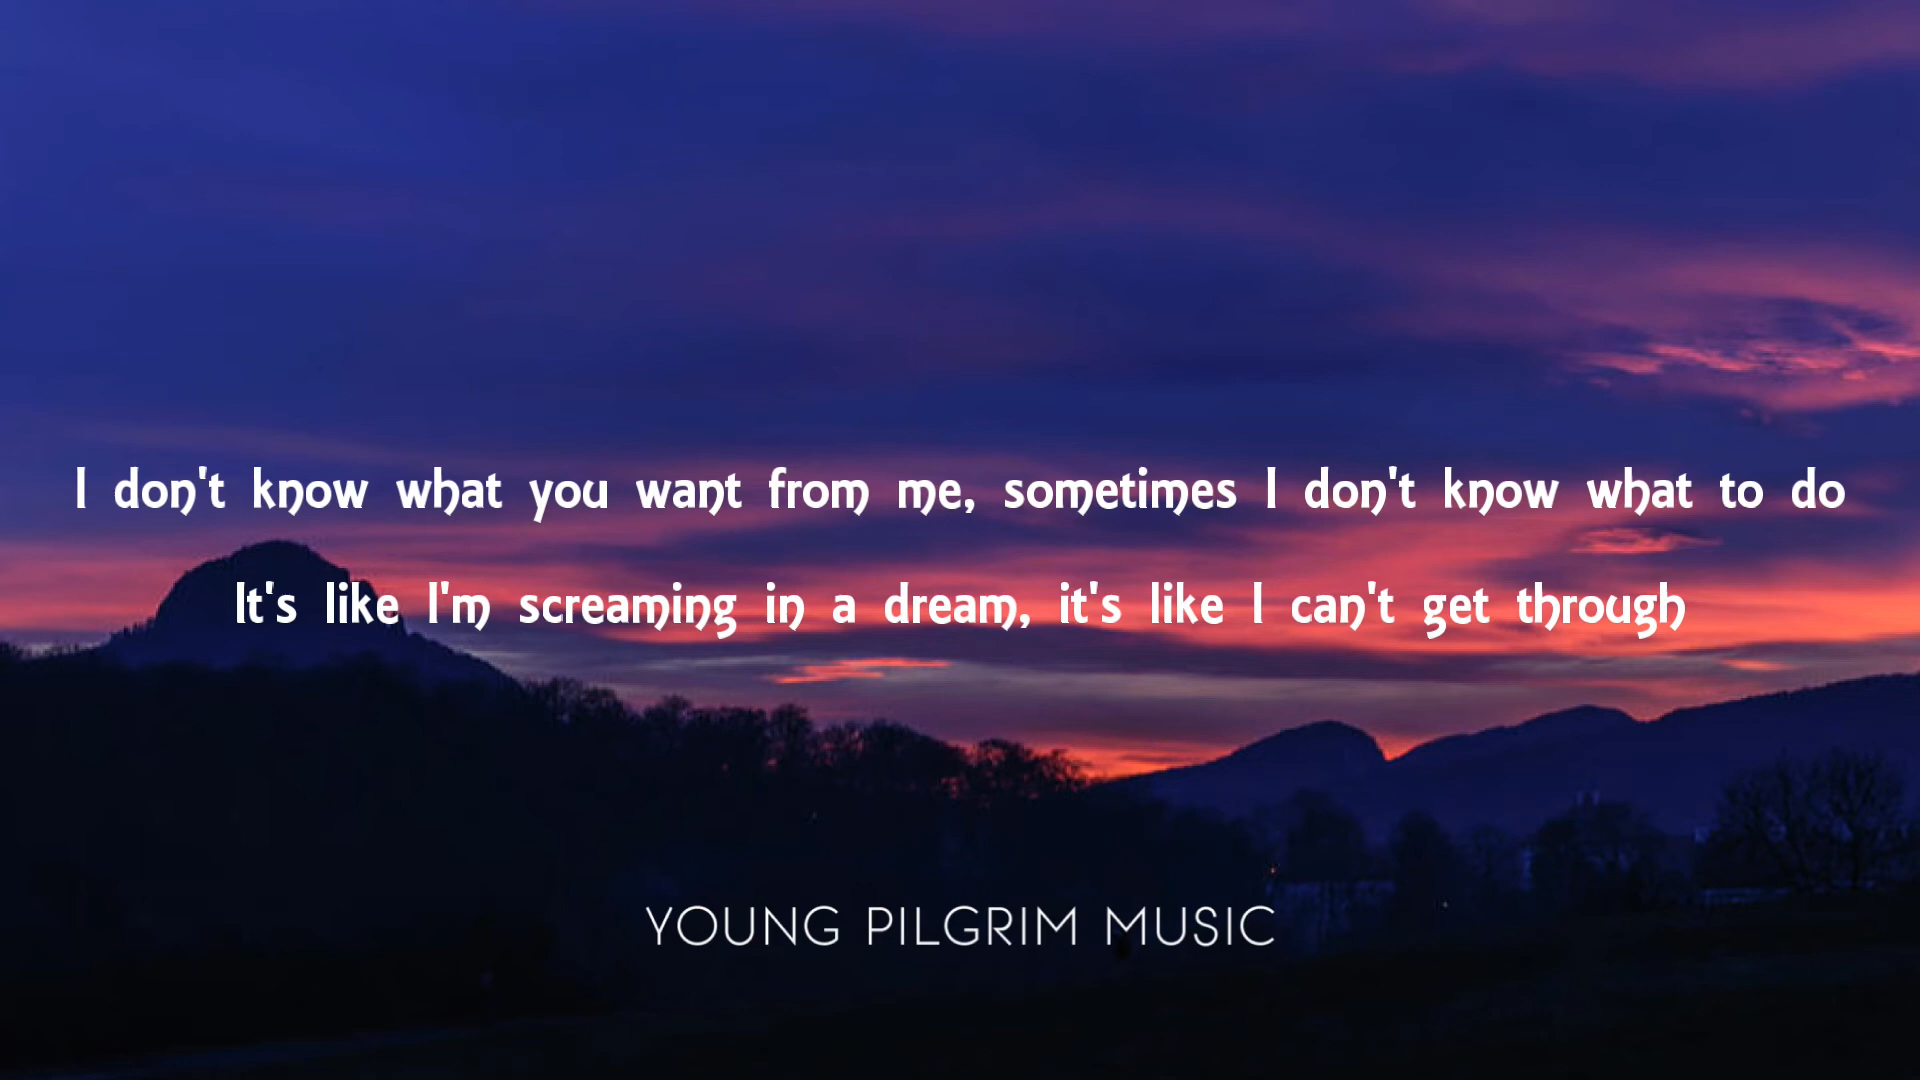 I don't know what you want from me, sometimes I don't know what to do
It's like I'm screaming in a dream, it's like I can't get through
YOUNG PILGRIM MUSIC